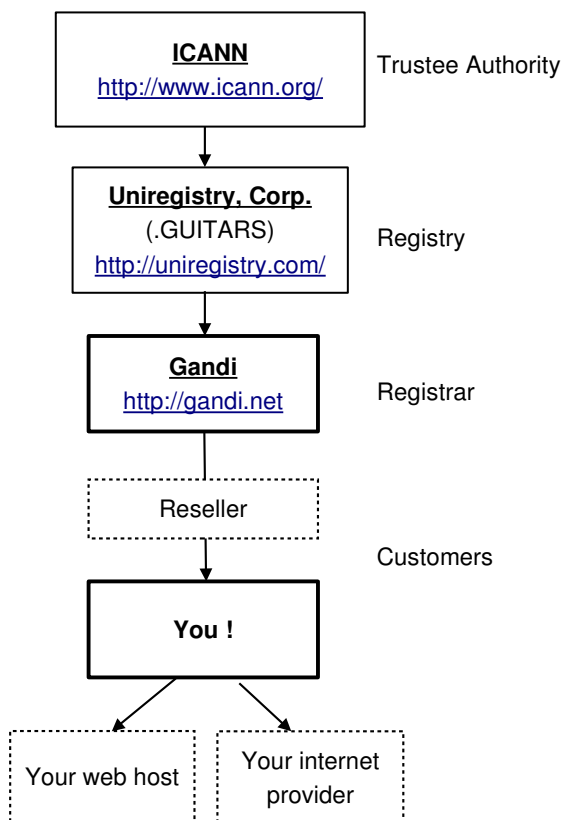 ICANN
http://www.icann.org/
Trustee Authority
Uniregistry, Corp.
(.GUITARS)
http://uniregistry.com/
Registry
Gandi
http://gandi.net
Registrar
Reseller
Customers
You !
Your web host
Your internet
provider